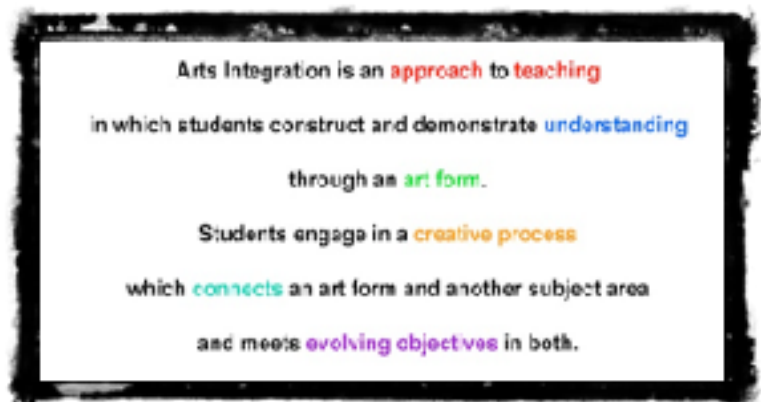 Arts Integration is an approach to teaching
in which students construct and demonstrate understanding
through an art form.
Students engage in a creative process
which connects an art form and another subject area
and meets evolving objectives in both.